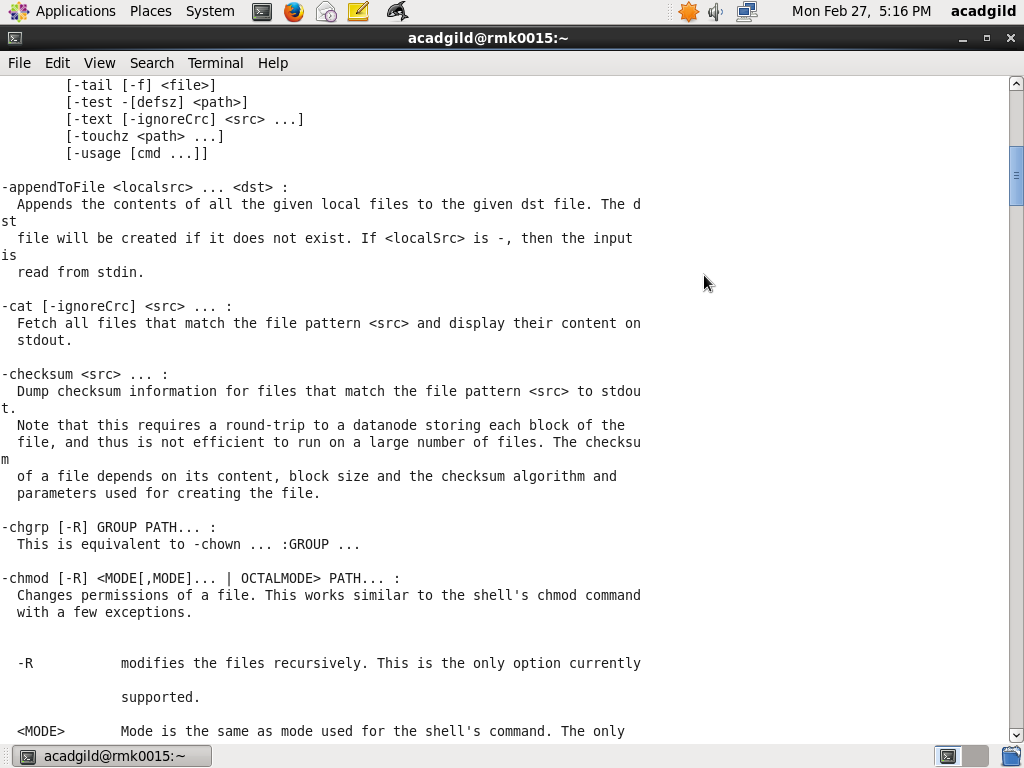 Applications Places System Mon Feb 27, 5:16 PM acadgild
acadgild@rmk0015:~
File Edit View Search Terminal Help
[-tail [-f] <file>]
[-test -[defsz] <path>]
[-text [-ignoreCrc] <src> ...]
[-touchz <path> ...]
[-usage [cmd ...]]
-appendToFile <localsrc> ... <dst> :
Appends the contents of all the given local files to the given dst file. The d
st
file will be created if it does not exist. If <localSrc> is -, then the input
is
read from stdin.
-cat [-ignoreCrc] <src> ... :
Fetch all files that match the file pattern <src> and display their content on
stdout.
-checksum <src> ... :
Dump checksum information for files that match the file pattern <src> to stdou
t.
Note that this requires a round-trip to a datanode storing each block of the
file, and thus is not efficient to run on a large number of files. The checksu
m
of a file depends on its content, block size and the checksum algorithm and
parameters used for creating the file.
-chgrp [-R] GROUP PATH... :
This is equivalent to -chown ... :GROUP ...
-chmod [-R] <MODE[,MODE]... | OCTALMODE> PATH... :
Changes permissions of a file. This works similar to the shell's chmod command
with a few exceptions.
-R modifies the files recursively. This is the only option currently
supported.
<MODE> Mode is the same as mode used for the shell's command. The only
acadgild@rmk0015:~